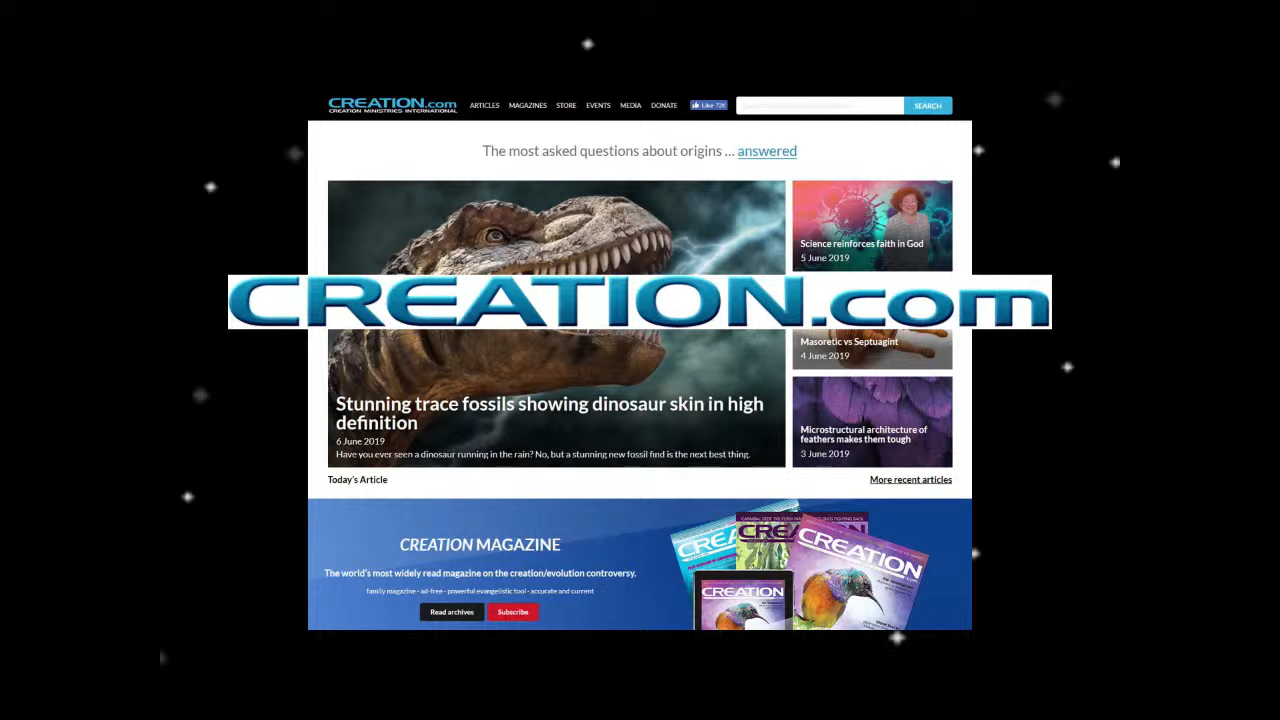 CREATION.com
CREATION MINISTRIES INTERNATIONAL
ARTICLES MAGAZINES STORE EVENTS MEDIA DONATE Like 72K SEARCH
The most asked questions about origins ... answered
Science reinforces faith in God
5 June 2019
CREATION.com
Masoretic vs Septuagint
4 June 2019
Stunning trace fossils showing dinosaur skin in high
definition
6 June 2019
Have you ever seen a dinosaur running in the rain? No, but a stunning new fossil find is the next best thing.
Microstructural architecture of
feathers makes them tough
3 June 2019
Today's Article
More recent articles
CREATION MAGAZINE
The world's most widely read magazine on the creation/evolution controversy.
family magazine - ad-free - powerful evangelistic tool - accurate and current
Read archives Subscribe
CREA
CREA
CREATION
.com
CREATION